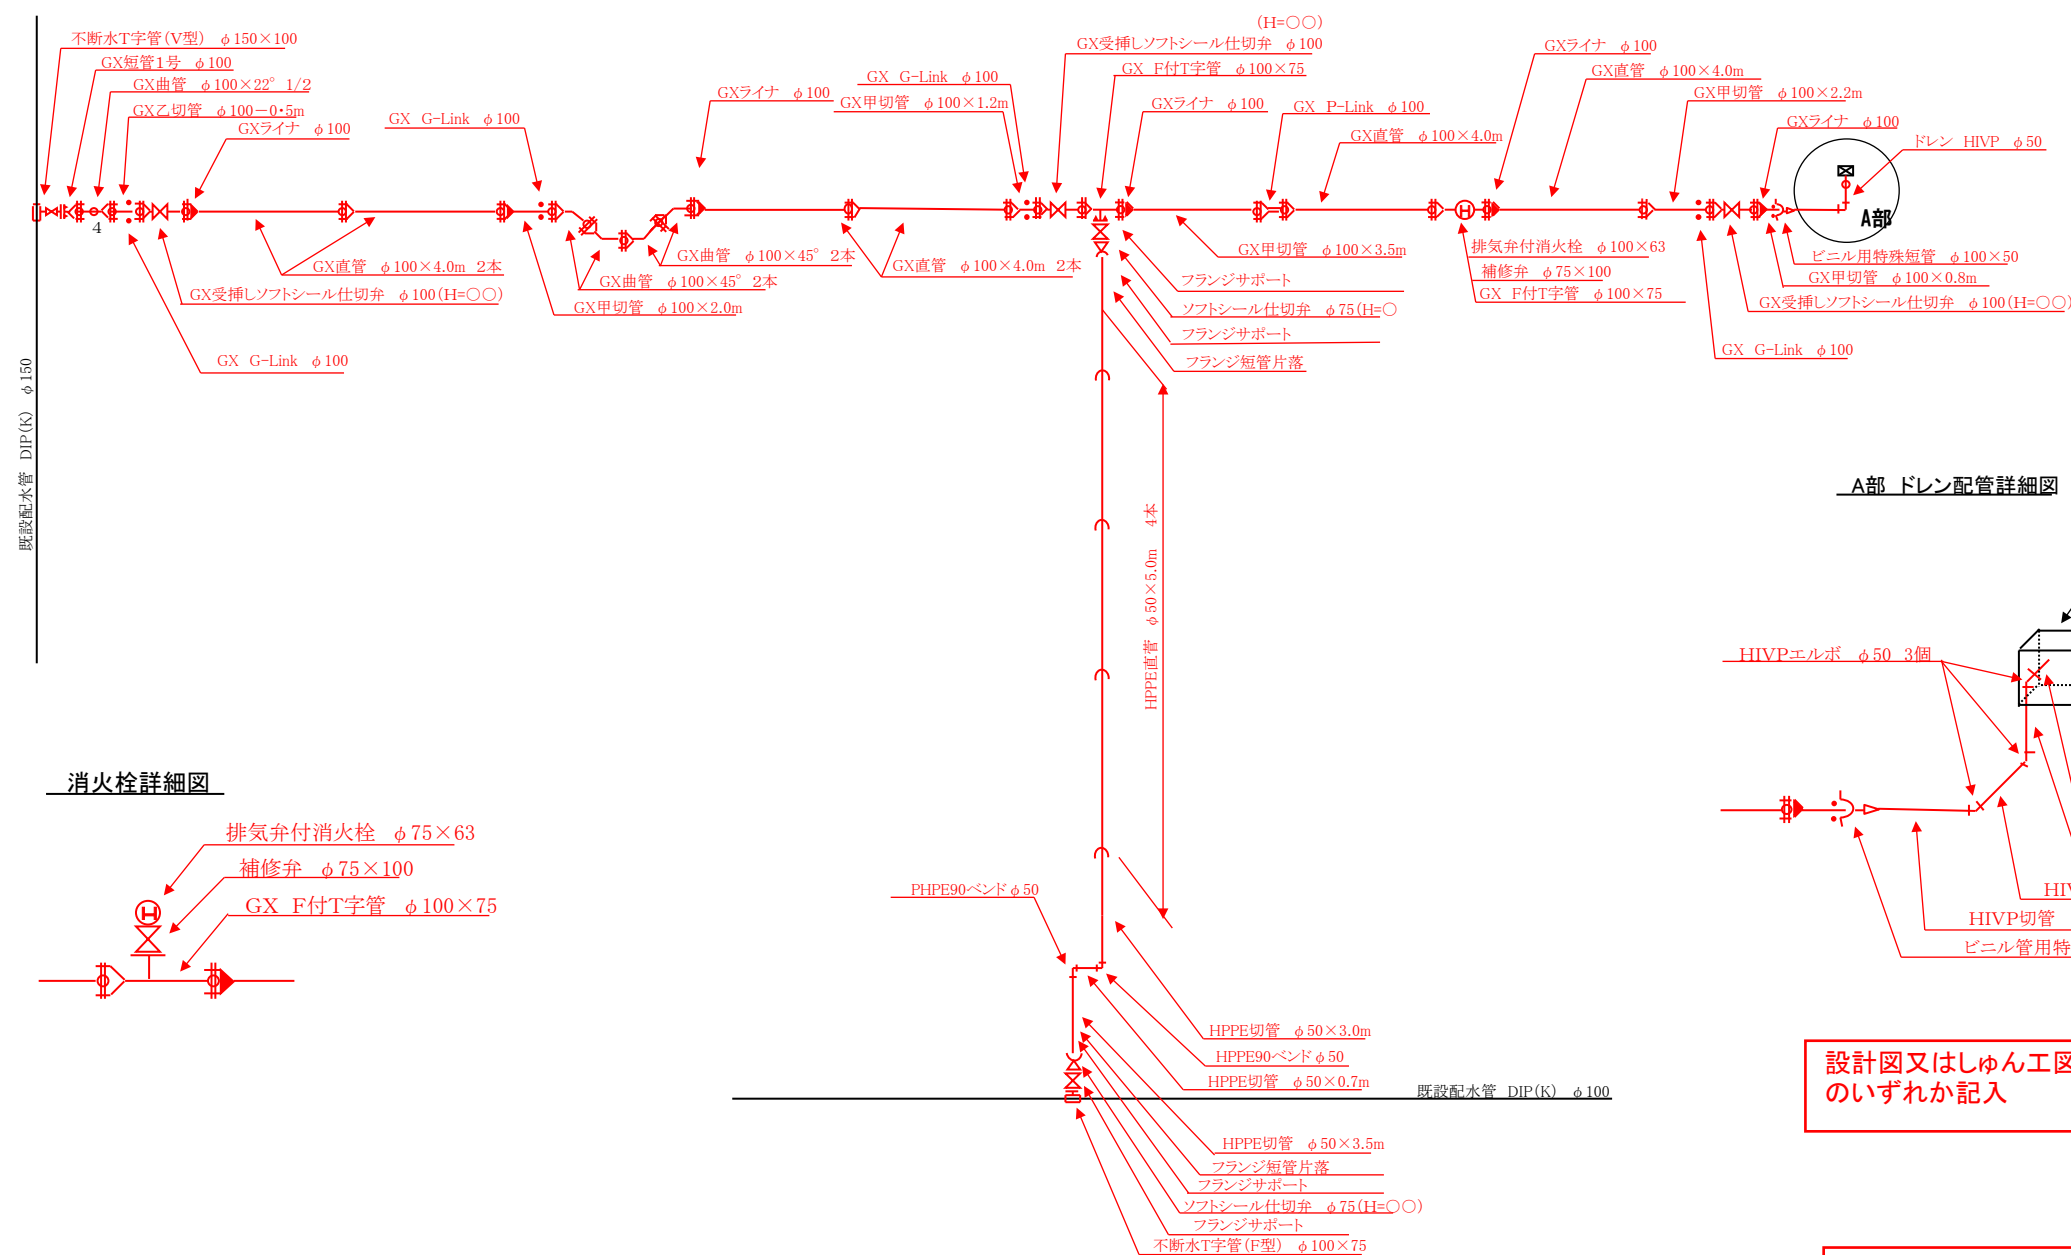 (H=○○)
不断水T字管(V型) φ150×100
GX短管1号 φ100
GX曲管 φ100×22° 1/2
GX乙切管 φ100−0・5m
GXライナ φ100
GX G-Link φ100
GXライナ φ100
GX G-Link φ100
GX甲切管 φ100×1.2m
GX受挿しソフトシール仕切弁 φ100
GX F付T字管 φ100×75
GXライナ φ100
GX P-Link φ100
GX直管 φ100×4.0m
GXライナ φ100
GX直管 φ100×4.0m
GX甲切管 φ100×2.2m
GXライナ φ100
ドレン HIVP φ50
A部
4
GX直管 φ100×4.0m 2本
GX受挿しソフトシール仕切弁 φ100(H=○○)
GX G-Link φ100
GX曲管 φ100×45° 2本
GX曲管 φ100×45° 2本
GX甲切管 φ100×2.0m
GX直管 φ100×4.0m 2本
GX甲切管 φ100×3.5m
フランジサポート
ソフトシール仕切弁 φ75(H=○
フランジサポート
フランジ短管片落
排気弁付消火栓 φ100×63
補修弁 φ75×100
GX F付T字管 φ100×75
ビニル用特殊短管 φ100×50
GX甲切管 φ100×0.8m
GX受挿しソフトシール仕切弁 φ100(H=○○)
GX G-Link φ100
既設配水管 DIP(K) φ150
A部 ドレン配管詳細図
HPPE直管 φ50×5.0m 4本
HIVPエルボ φ50 3個
HIV
HIVP切管
ビニル管用特
消火栓詳細図
排気弁付消火栓 φ75×63
補修弁 φ75×100
GX F付T字管 φ100×75
PHPE90ベンドφ50
HPPE切管 φ50×3.0m
HPPE90ベンドφ50
HPPE切管 φ50×0.7m
既設配水管 DIP(K) φ100
HPPE切管 φ50×3.5m
フランジ短管片落
フランジサポート
ソフトシール仕切弁 φ75(H=○○)
フランジサポート
不断水T字管(F型) φ100×75
設計図又はしゅん工図
のいずれか記入